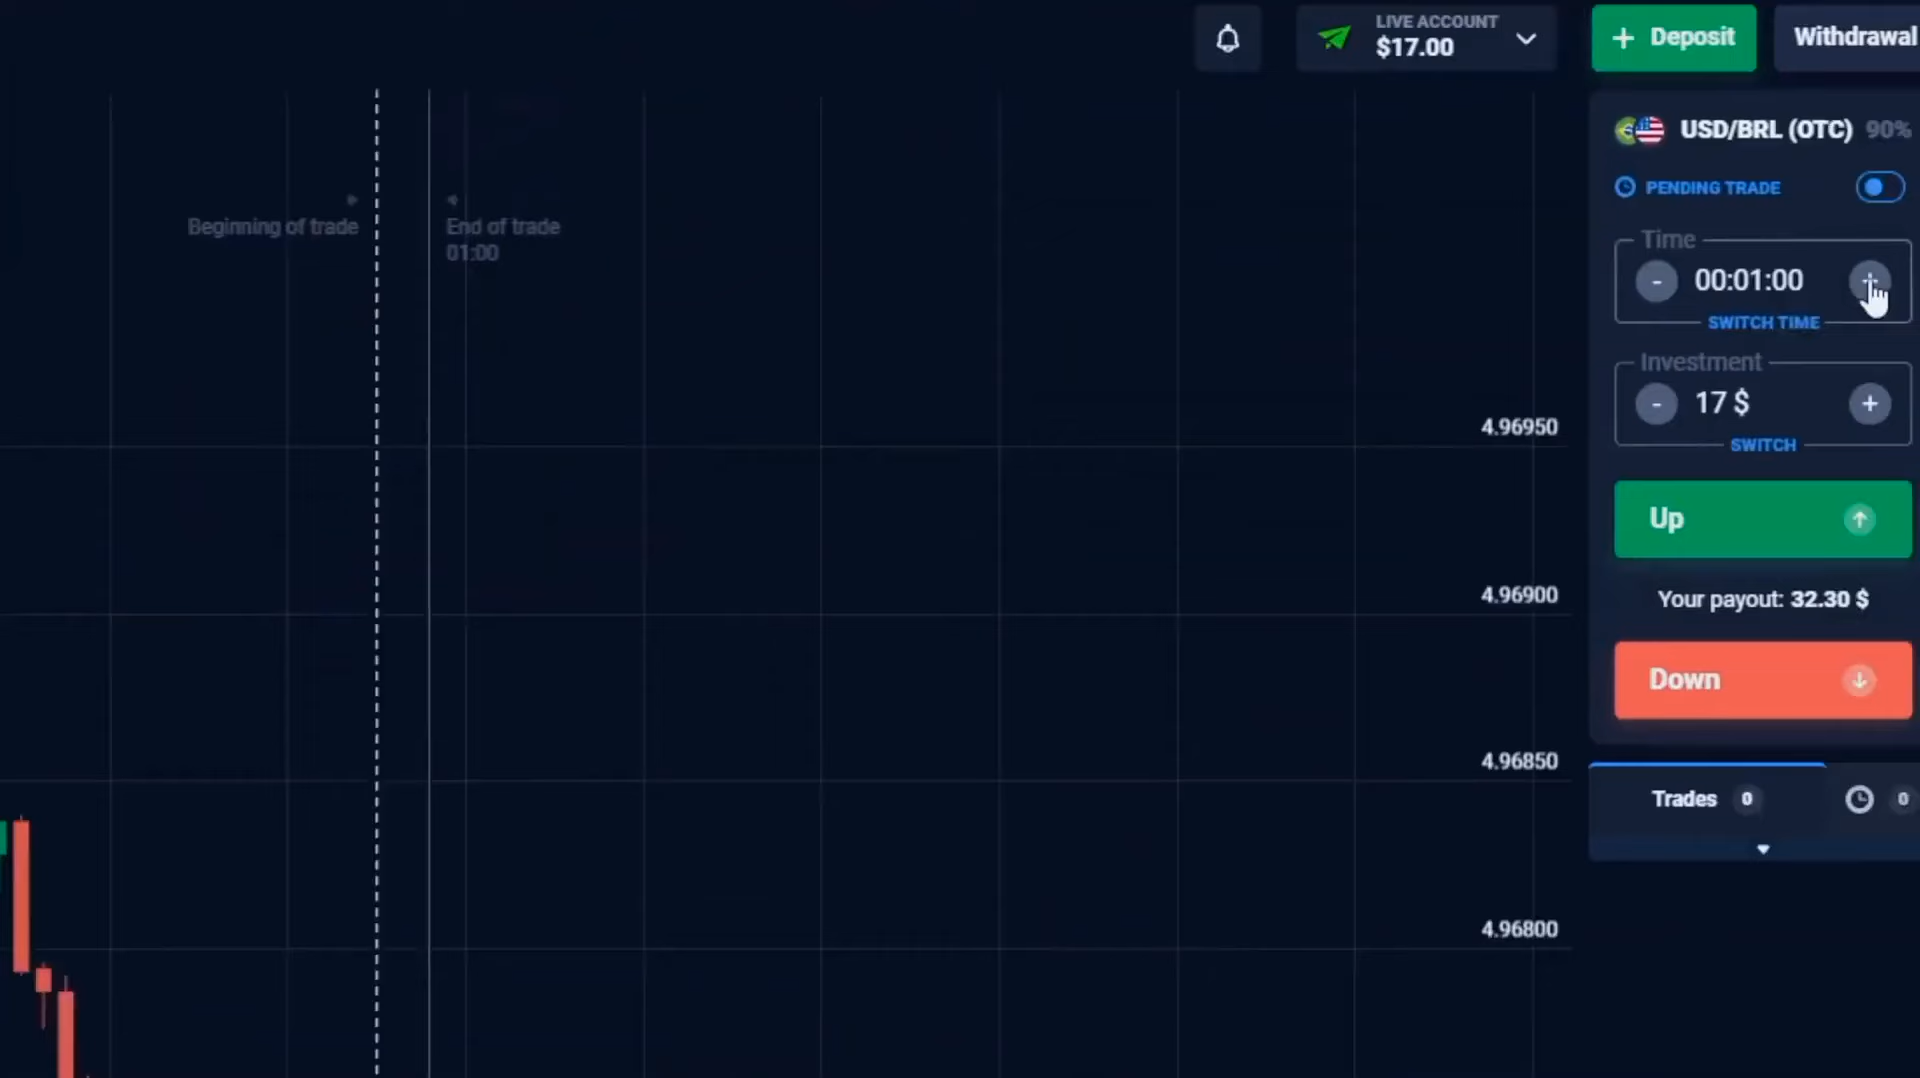 LIVE ACCOUNT
$17.00
+ Deposit
Withdrawal
USD/BRL (OTC) 90%
PENDING TRADE
Beginning of trade
End of trade
01:00
Time
- 00:01:00 +
SWITCH TIME
Investment
- 17 $ +
SWITCH
4.96950
Up
4.96900
Your payout: 32.30 $
Down
4.96850
Trades 0
0
4.96800